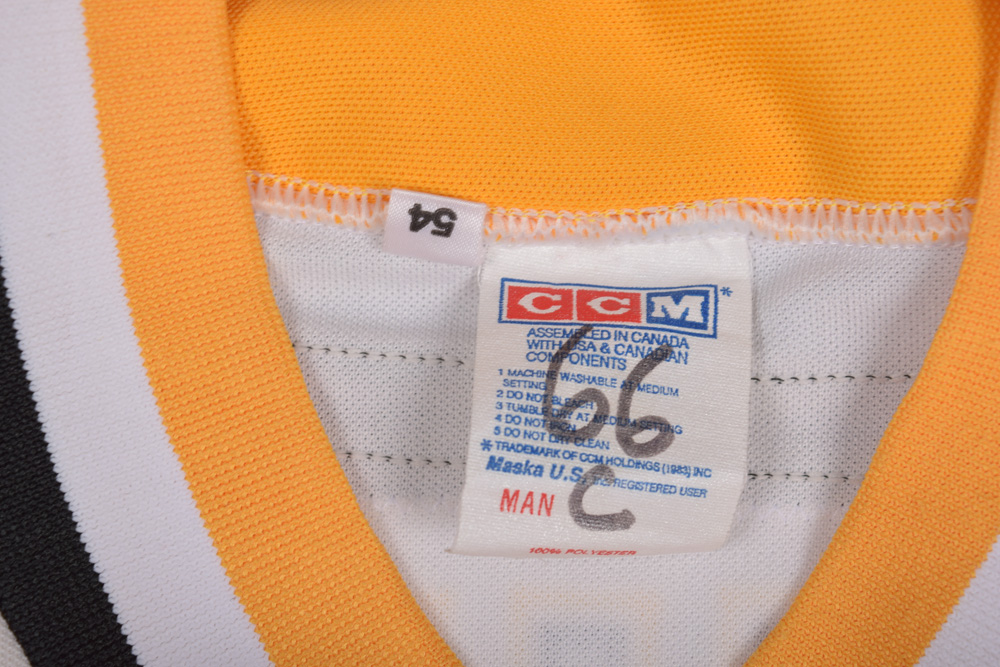 54
CCM*
ASSEMBLED IN CANADA
WITH USA & CANADIAN
COMPONENTS
1 MACHINE WASHABLE AT MEDIUM
SETTING
2 DO NOT BLEACH
3 TUMBLE DRY AT MEDIUM SETTING
4 DO NOT IRON
5 DO NOT DRY CLEAN
* TRADEMARK OF CCM HOLDINGS (1983) INC
Maska U.S. REGISTERED USER
MAN
66
C
100% POLYESTER